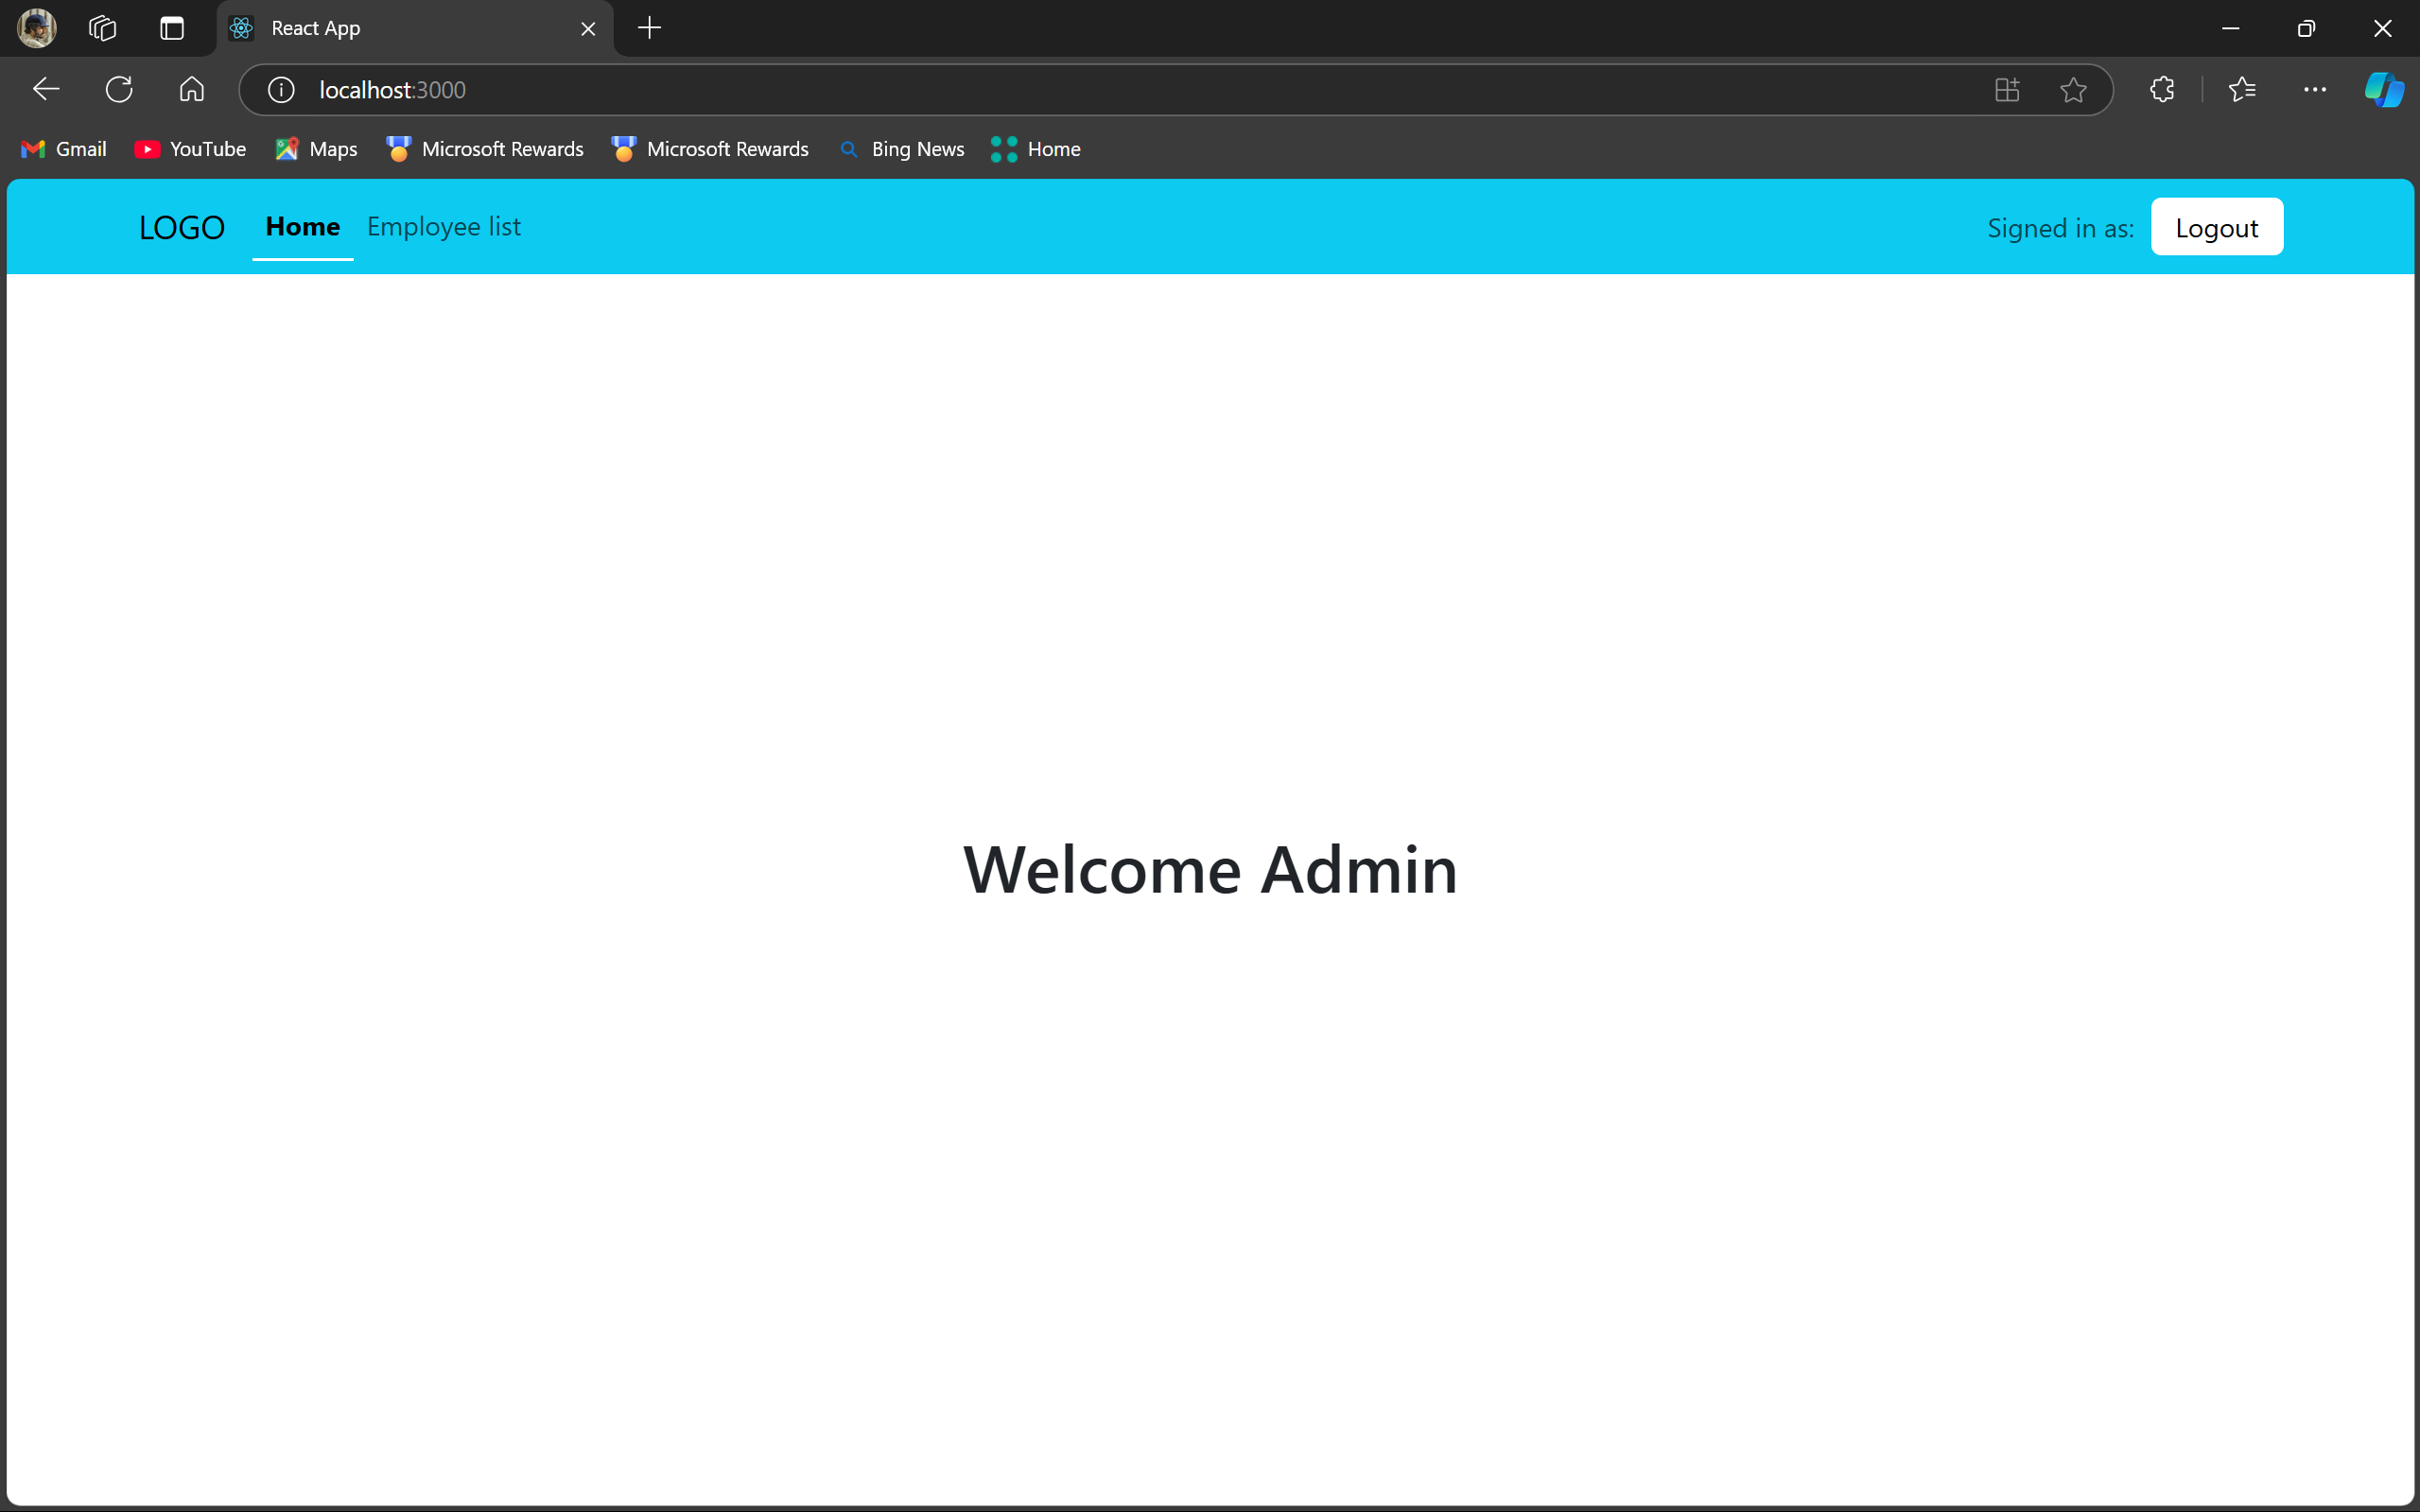 React App
localhost:3000
Gmail YouTube Maps Microsoft Rewards Microsoft Rewards Bing News Home
LOGO Home Employee list Signed in as: Logout
Welcome Admin